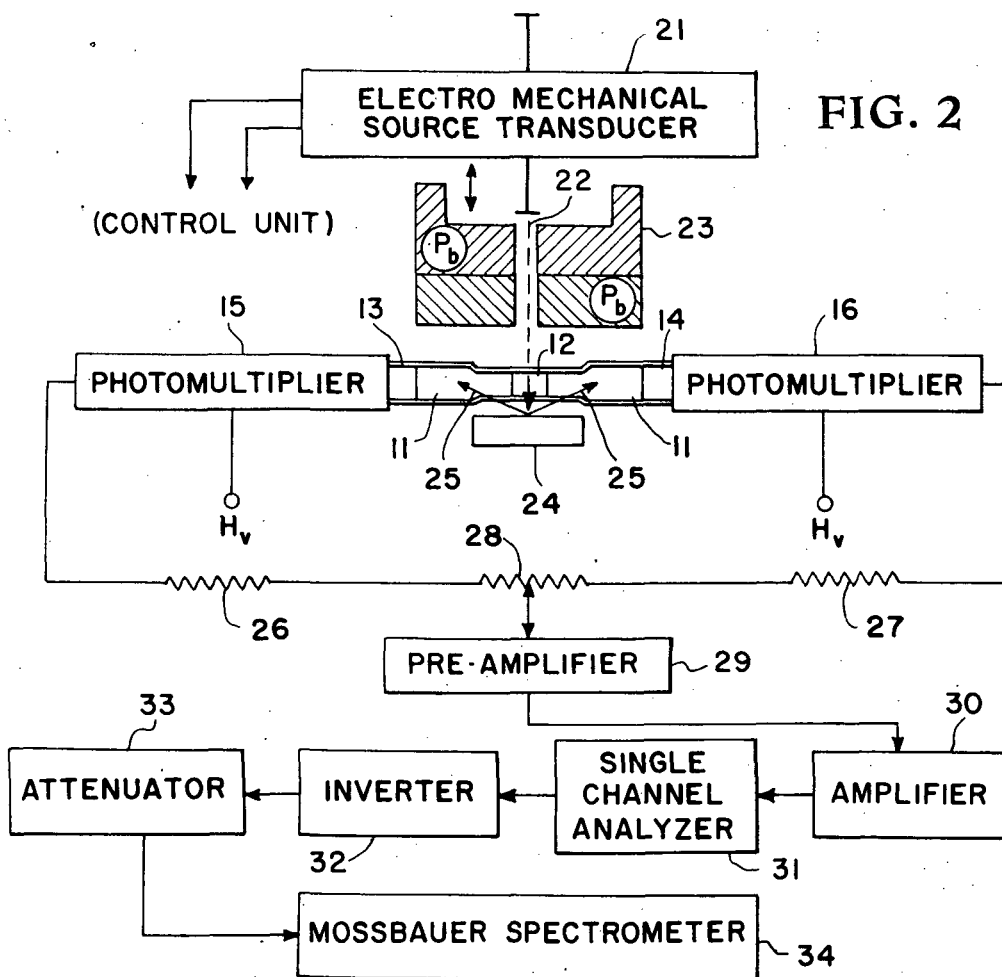 21
ELECTRO MECHANICAL
SOURCE TRANSDUCER
FIG. 2
(CONTROL UNIT)
22
23
Pb
Pb
15
13
12
14
16
PHOTOMULTIPLIER
PHOTOMULTIPLIER
11
25
24
25
11
Hv
Hv
28
26
27
PRE-AMPLIFIER
29
33
30
ATTENUATOR
INVERTER
SINGLE
CHANNEL
ANALYZER
AMPLIFIER
32
31
MOSSBAUER SPECTROMETER
34